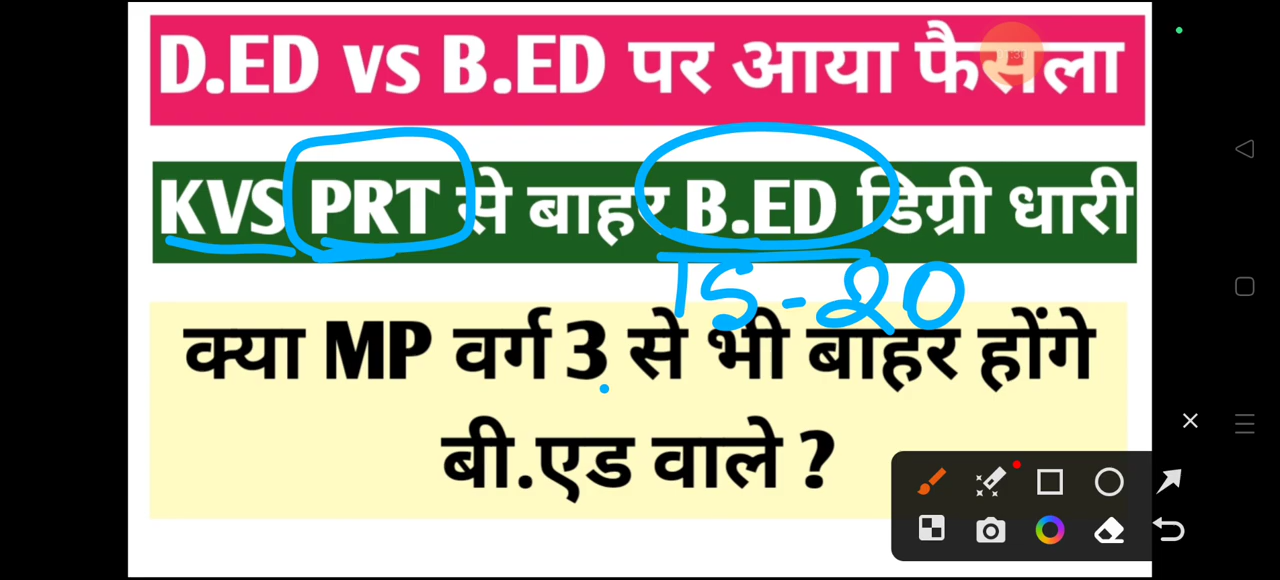 D.ED vs B.ED पर आया फैसला
KVS PRT से बाहर B.ED डिग्री धारी
15-20
क्या MP वर्ग 3 से भी बाहर होंगे
बी.एड वाले ?